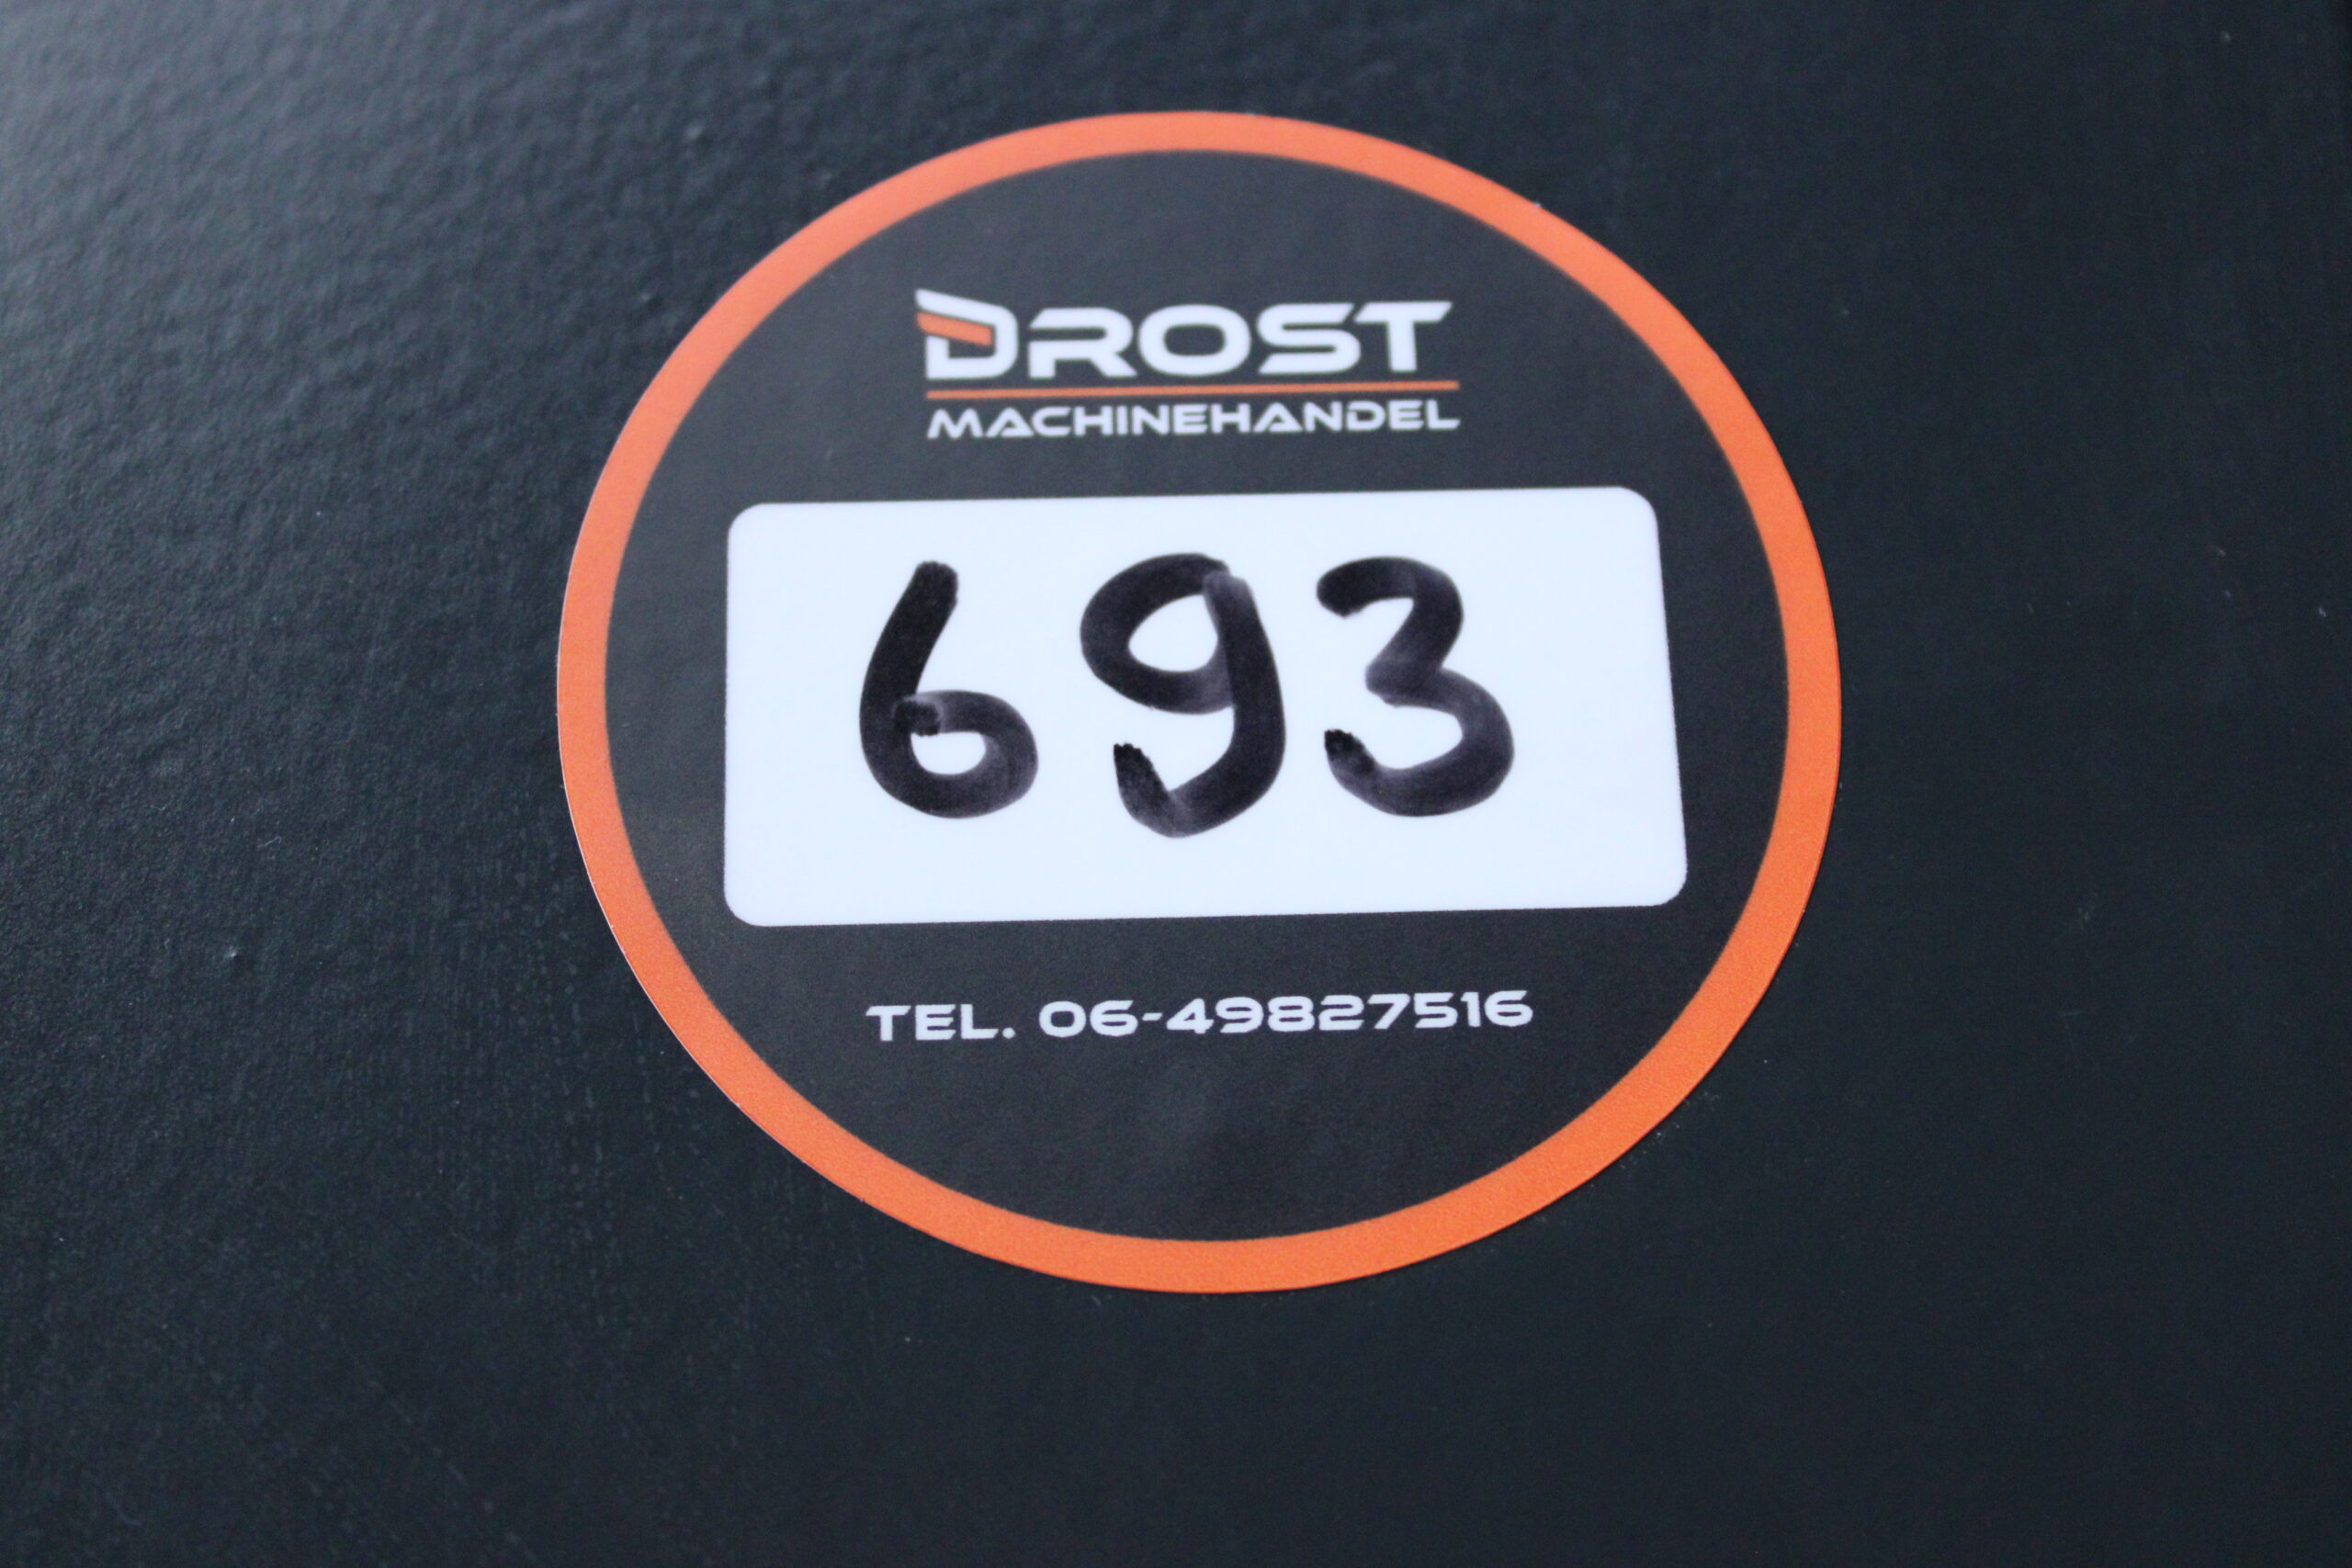 DROST
MACHINEHANDEL
693
TEL. 06-49827516